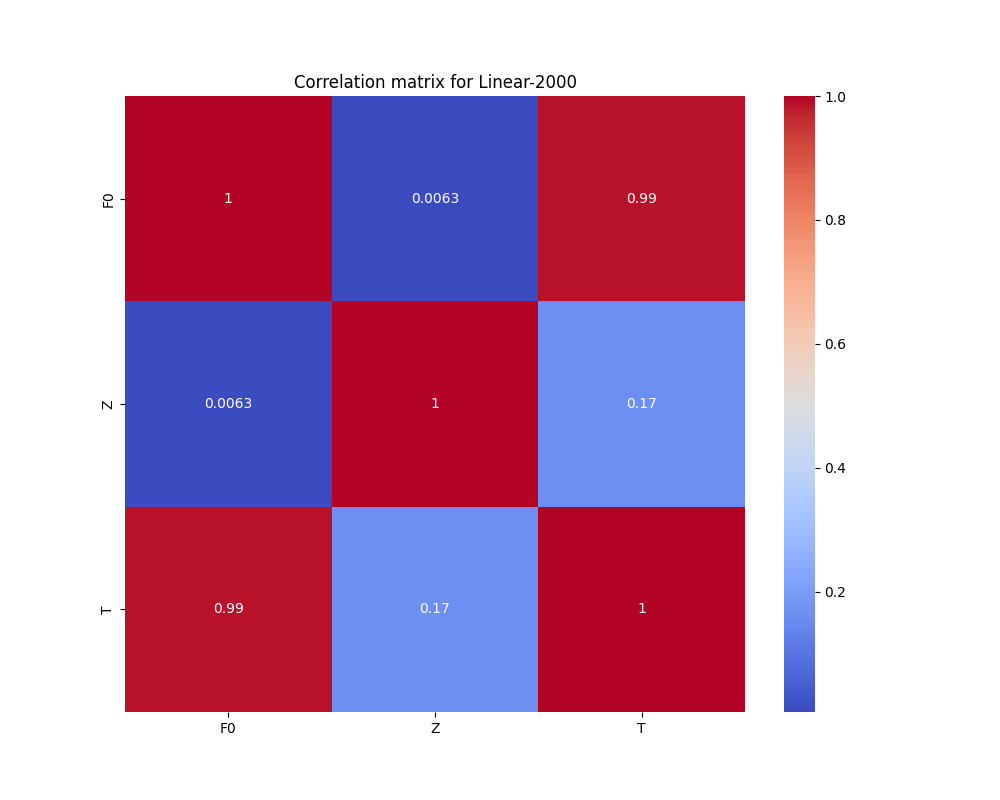 Correlation matrix for Linear-2000
F0 1 0.0063 0.99
Z 0.0063 1 0.17
T 0.99 0.17 1
F0 Z T
1.0
0.8
0.6
0.4
0.2